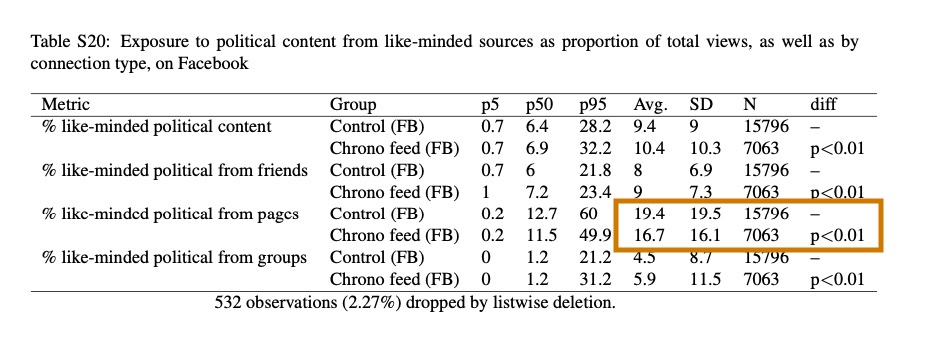 Table S20: Exposure to political content from like-minded sources as proportion of total views, as well as by
connection type, on Facebook
Metric Group p5 p50 p95 Avg. SD N diff
% like-minded political content Control (FB) 0.7 6.4 28.2 9.4 9 15796 –
Chrono feed (FB) 0.7 6.9 32.2 10.4 10.3 7063 p<0.01
% like-minded political from friends Control (FB) 0.7 6 21.8 8 6.9 15796 –
Chrono feed (FB) 1 7.2 23.4 9 7.3 7063 p<0.01
% like-minded political from pages Control (FB) 0.2 12.7 60 19.4 19.5 15796 –
Chrono feed (FB) 0.2 11.5 49.9 16.7 16.1 7063 p<0.01
% like-minded political from groups Control (FB) 0 1.2 21.2 4.5 8.7 15796 –
Chrono feed (FB) 0 1.2 31.2 5.9 11.5 7063 p<0.01
532 observations (2.27%) dropped by listwise deletion.